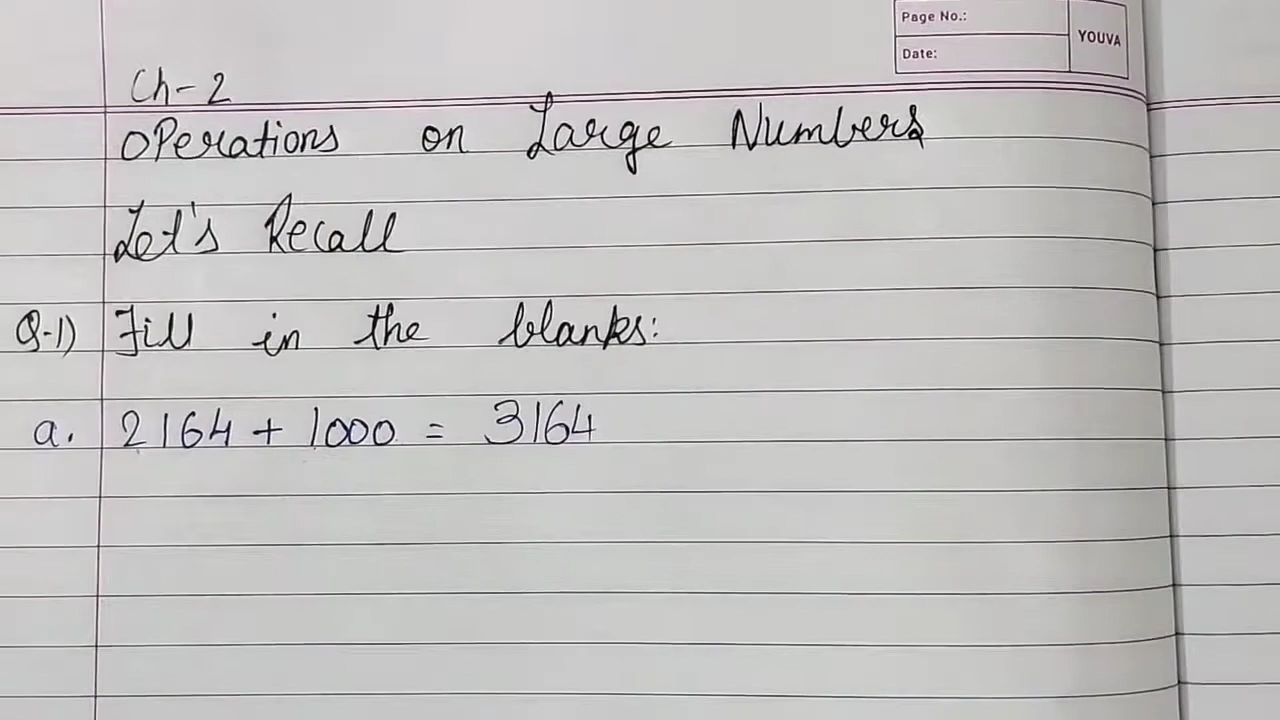 Page No.:
YOUVA
Date:
Ch-2
Operations on Large Numbers
Let's Recall
Q-1) Fill in the blanks:
a. 2164 + 1000 = 3164